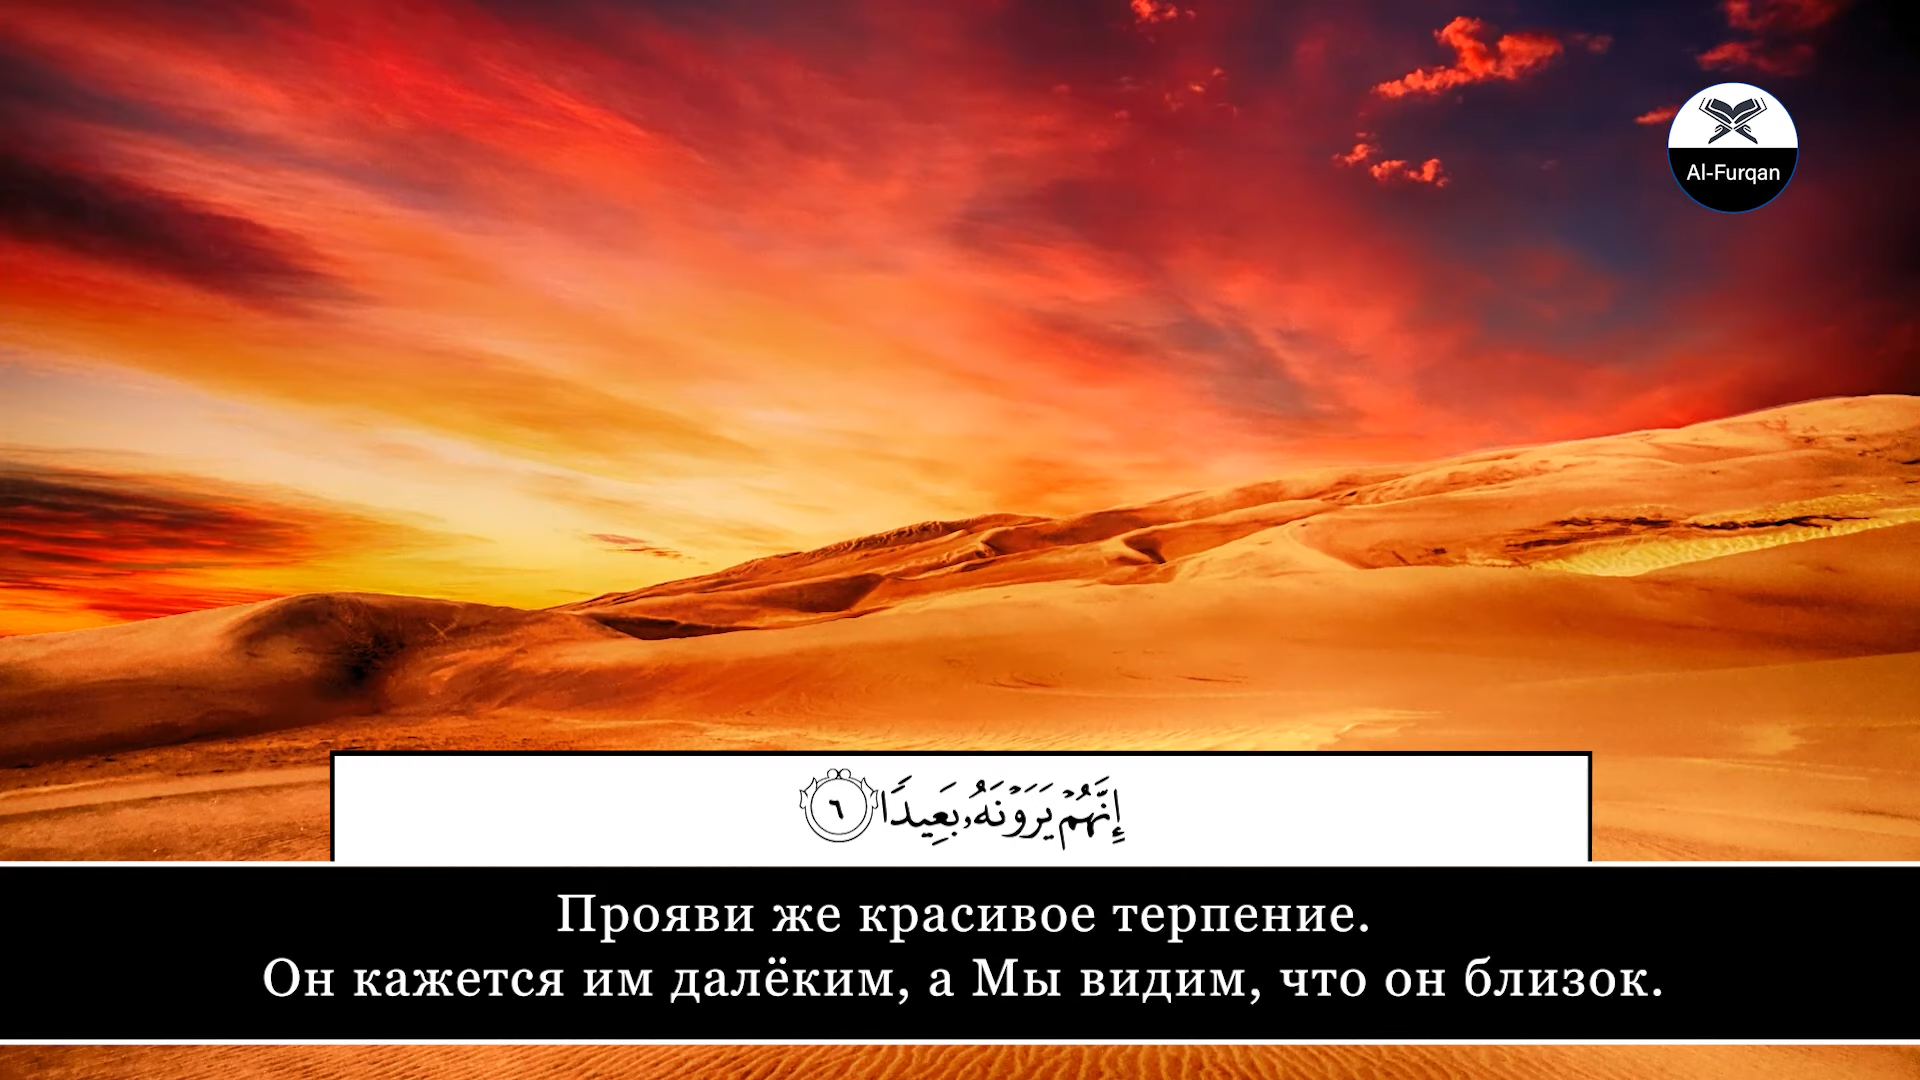 Al-Furqan
إِنَّهُمۡ يَرَوۡنَهُۥ بَعِيدٗا ٦
Прояви же красивое терпение.
Он кажется им далёким, а Мы видим, что он близок.